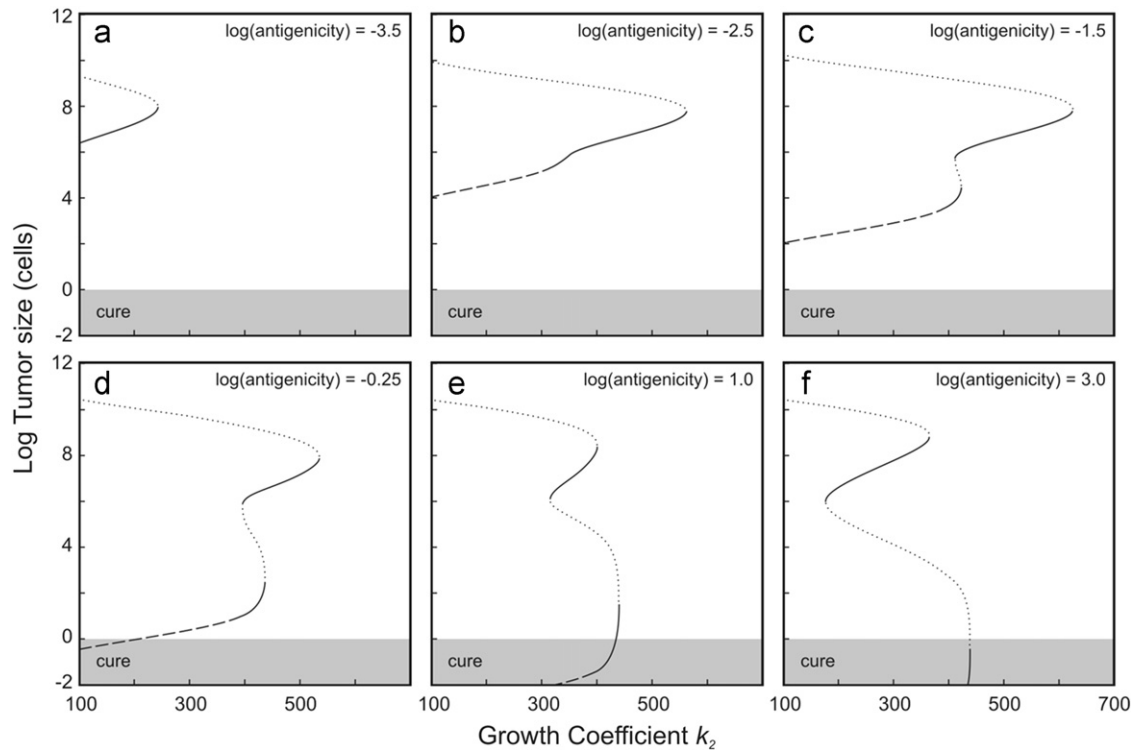 a log(antigenicity) = -3.5
b log(antigenicity) = -2.5
c log(antigenicity) = -1.5
12
8
4
0
-2
cure
cure
cure
d log(antigenicity) = -0.25
e log(antigenicity) = 1.0
f log(antigenicity) = 3.0
12
8
4
0
-2
cure
cure
cure
100 300 500
100 300 500
100 300 500 700
Log Tumor size (cells)
Growth Coefficient k2